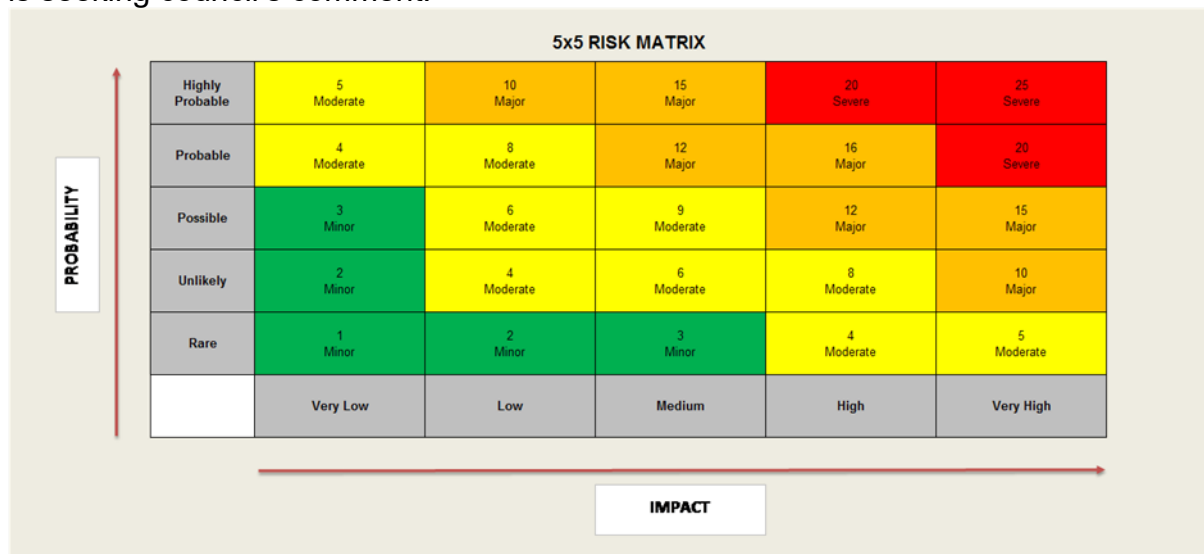 5x5 RISK MATRIX
Highly
Probable
5
Moderate
10
Major
15
Major
20
Severe
25
Severe
Probable
4
Moderate
8
Moderate
12
Major
16
Major
20
Severe
PROBABILITY
Possible
3
Minor
6
Moderate
9
Moderate
12
Major
15
Major
Unlikely
2
Minor
4
Moderate
6
Moderate
8
Moderate
10
Major
Rare
1
Minor
2
Minor
3
Minor
4
Moderate
5
Moderate
Very Low
Low
Medium
High
Very High
IMPACT